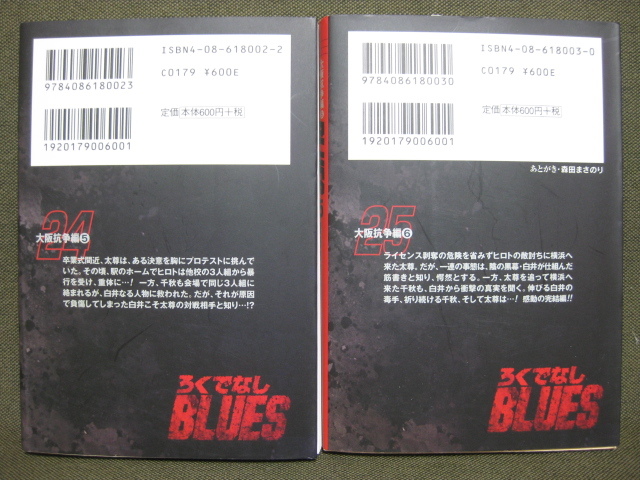 ISBN4-08-618002-2
C0179 ¥600E
9784086180023
定価 本体600円+税
1920179006001
24
大阪抗争編5
卒業式間近、太尊は、ある決意を胸にプロテストに挑んで
いた。その頃、駅のホームでヒロトは他校の3人組から暴
行を受け、重体に…! 一方、千秋も会場で同じ3人組に
絡まれるが、白井なる人物に救われた。だが、それが原因
で負傷してしまった白井こそ太尊の対戦相手と知り…!?
ろくでなし
BLUES
ISBN4-08-618003-0
C0179 ¥600E
9784086180030
定価 本体600円+税
1920179006001
あとがき・森田まさのり
25
大阪抗争編6
ライセンス剥奪の危険を省みずヒロトの敵討ちに横浜へ
来た太尊。だが、一連の事態は、陰の黒幕・白井が仕組んだ
筋書きと知り、愕然とする。一方、太尊を追って横浜へ
来た千秋も、白井から衝撃の真実を聞く。伸びる白井の
毒手、祈り続ける千秋、そして太尊は…! 感動の完結編!!
ろくでなし
BLUES